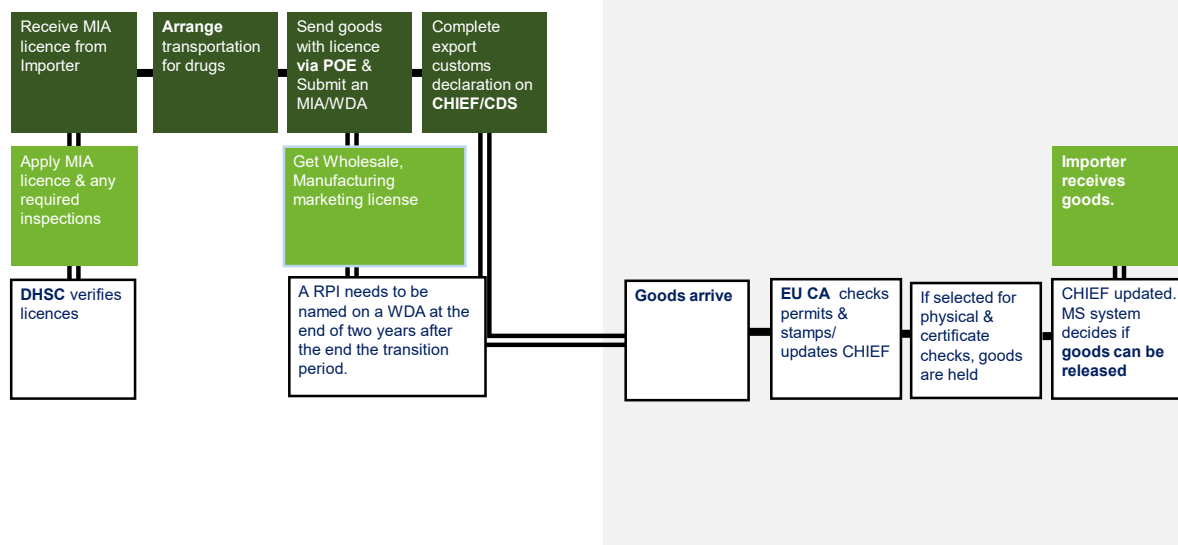 Receive MIA
licence from
Importer
Arrange
transportation
for drugs
Send goods
with licence
via POE &
Submit an
MIA/WDA
Complete
export
customs
declaration on
CHIEF/CDS
Apply MIA
licence & any
required
inspections
Get Wholesale,
Manufacturing
marketing license
Importer
receives
goods.
DHSC verifies
licences
A RPI needs to be
named on a WDA at the
end of two years after
the end the transition
period.
Goods arrive
EU CA checks
permits &
stamps/
updates CHIEF
If selected for
physical &
certificate
checks, goods
are held
CHIEF updated.
MS system
decides if
goods can be
released